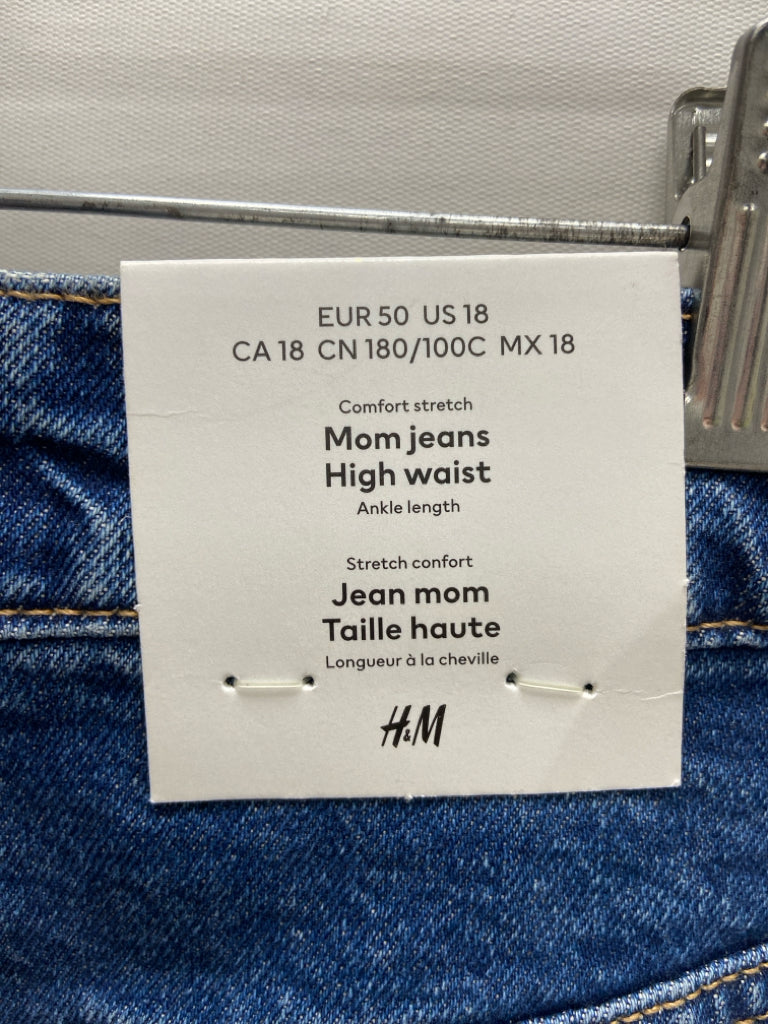 EUR 50 US 18
CA 18 CN 180/100C MX 18
Comfort stretch
Mom jeans
High waist
Ankle length
Stretch confort
Jean mom
Taille haute
Longueur à la cheville
H&M